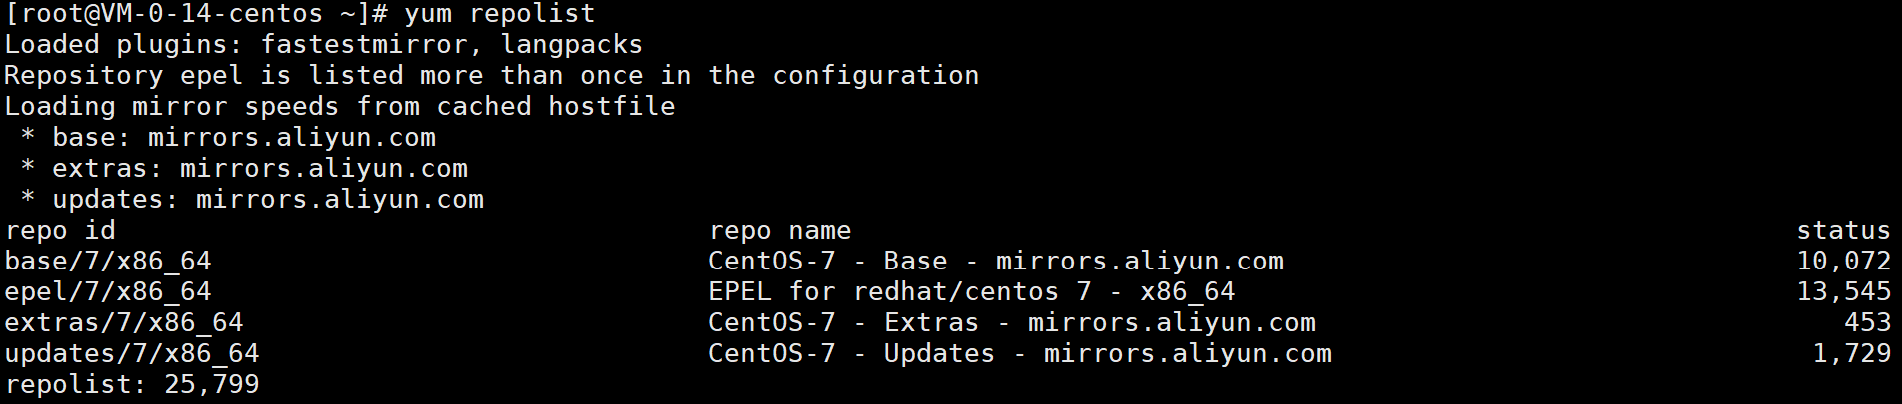 [root@VM-0-14-centos ~]# yum repolist
Loaded plugins: fastestmirror, langpacks
Repository epel is listed more than once in the configuration
Loading mirror speeds from cached hostfile
 * base: mirrors.aliyun.com
 * extras: mirrors.aliyun.com
 * updates: mirrors.aliyun.com
repo id repo name status
base/7/x86_64 CentOS-7 - Base - mirrors.aliyun.com 10,072
epel/7/x86_64 EPEL for redhat/centos 7 - x86_64 13,545
extras/7/x86_64 CentOS-7 - Extras - mirrors.aliyun.com 453
updates/7/x86_64 CentOS-7 - Updates - mirrors.aliyun.com 1,729
repolist: 25,799